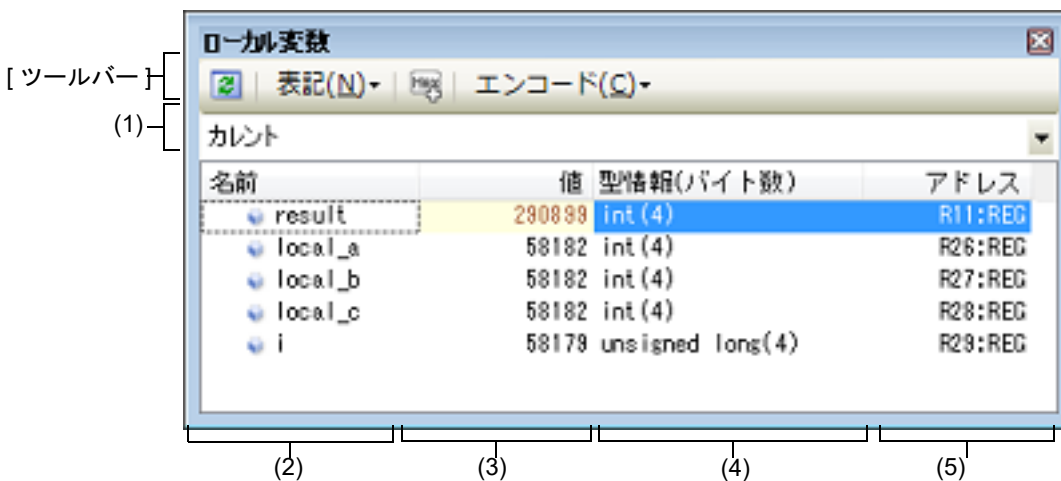 ローカル変数
[ツールバー]
表記(N) Hex エンコード(C)
(1)
カレント
名前 値 型情報(バイト数) アドレス
result 290899 int(4) R11:REG
local_a 58182 int(4) R26:REG
local_b 58182 int(4) R27:REG
local_c 58182 int(4) R28:REG
i 58179 unsigned long(4) R29:REG
(2) (3) (4) (5)